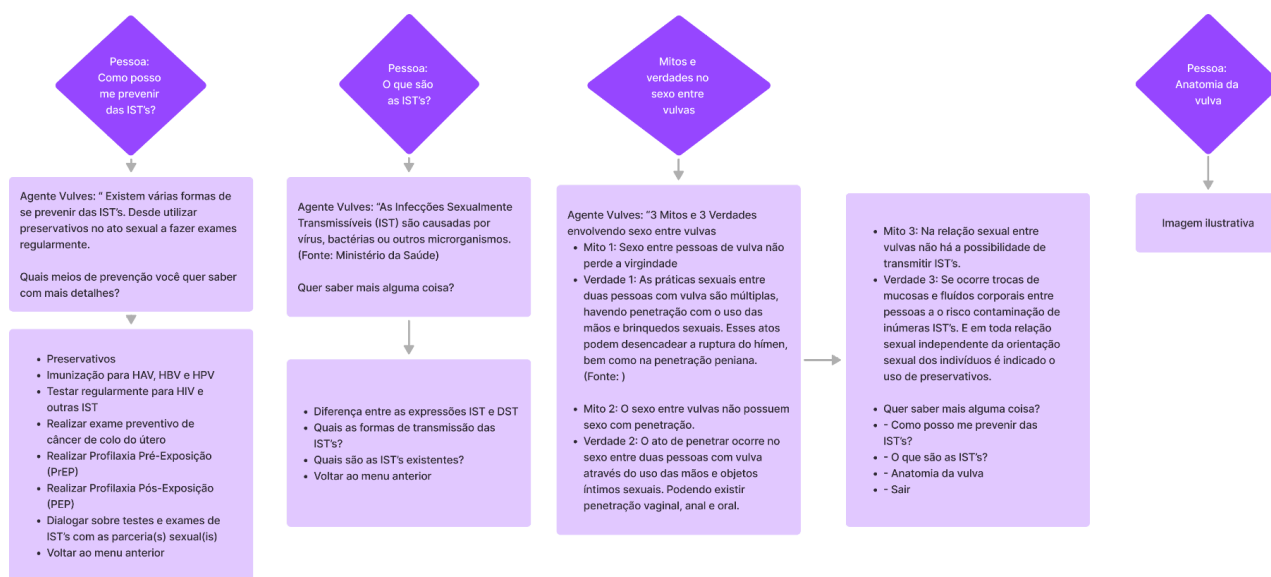 Pessoa:
Como posso
me prevenir
das IST's?
Agente Vulves: “ Existem várias formas de
se prevenir das IST's. Desde utilizar
preservativos no ato sexual a fazer exames
regularmente.
Quais meios de prevenção você quer saber
com mais detalhes?
• Preservativos
• Imunização para HAV, HBV e HPV
• Testar regularmente para HIV e
outras IST
• Realizar exame preventivo de
câncer de colo do útero
• Realizar Profilaxia Pré-Exposição
(PrEP)
• Realizar Profilaxia Pós-Exposição
(PEP)
• Dialogar sobre testes e exames de
IST's com as parceria(s) sexual(is)
• Voltar ao menu anterior
Pessoa:
O que são
as IST's?
Agente Vulves: “As Infecções Sexualmente
Transmissíveis (IST) são causadas por
vírus, bactérias ou outros microrganismos.
(Fonte: Ministério da Saúde)
Quer saber mais alguma coisa?
• Diferença entre as expressões IST e DST
• Quais as formas de transmissão das
IST's?
• Quais são as IST's existentes?
• Voltar ao menu anterior
Mitos e
verdades no
sexo entre
vulvas
Agente Vulves: “3 Mitos e 3 Verdades
envolvendo sexo entre vulvas
• Mito 1: Sexo entre pessoas de vulva não
perde a virgindade
• Verdade 1: As práticas sexuais entre
duas pessoas com vulva são múltiplas,
havendo penetração com o uso das
mãos e brinquedos sexuais. Esses atos
podem desencadear a ruptura do hímen,
bem como na penetração peniana.
(Fonte: )
• Mito 2: O sexo entre vulvas não possuem
sexo com penetração.
• Verdade 2: O ato de penetrar ocorre no
sexo entre duas pessoas com vulva
através do uso das mãos e objetos
íntimos sexuais. Podendo existir
penetração vaginal, anal e oral.
• Mito 3: Na relação sexual entre
vulvas não há a possibilidade de
transmitir IST's.
• Verdade 3: Se ocorre trocas de
mucosas e fluídos corporais entre
pessoas a o risco contaminação de
inúmeras IST's. E em toda relação
sexual independente da orientação
sexual dos indivíduos é indicado o
uso de preservativos.
• Quer saber mais alguma coisa?
• - Como posso me prevenir das
IST's?
• - O que são as IST's?
• - Anatomia da vulva
• - Sair
Pessoa:
Anatomia da
vulva
Imagem ilustrativa